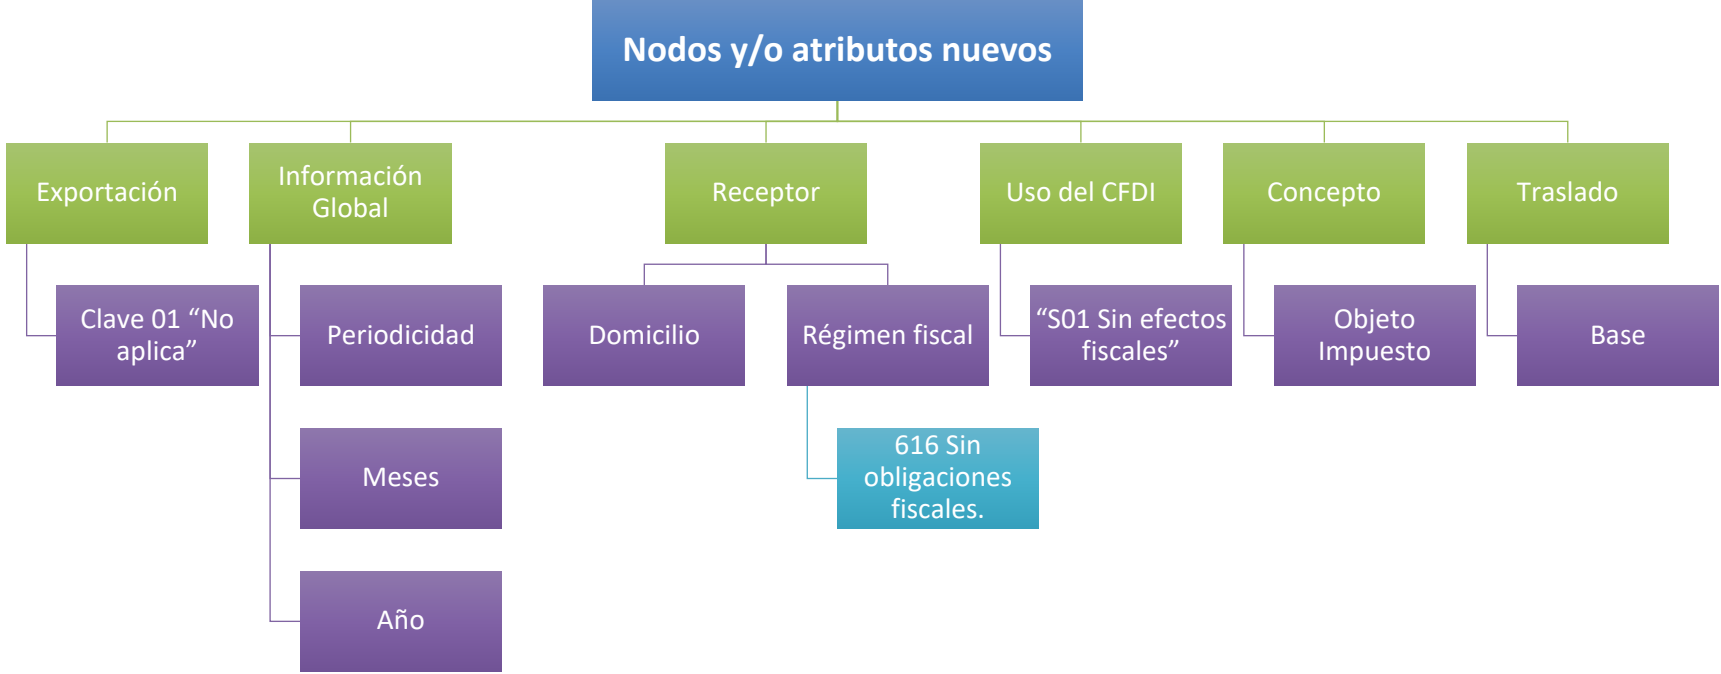 Nodos y/o atributos nuevos
Exportación
Información
Global
Receptor
Uso del CFDI
Concepto
Traslado
Clave 01 “No
aplica”
Periodicidad
Domicilio
Régimen fiscal
“S01 Sin efectos
fiscales”
Objeto
Impuesto
Base
Meses
616 Sin
obligaciones
fiscales.
Año